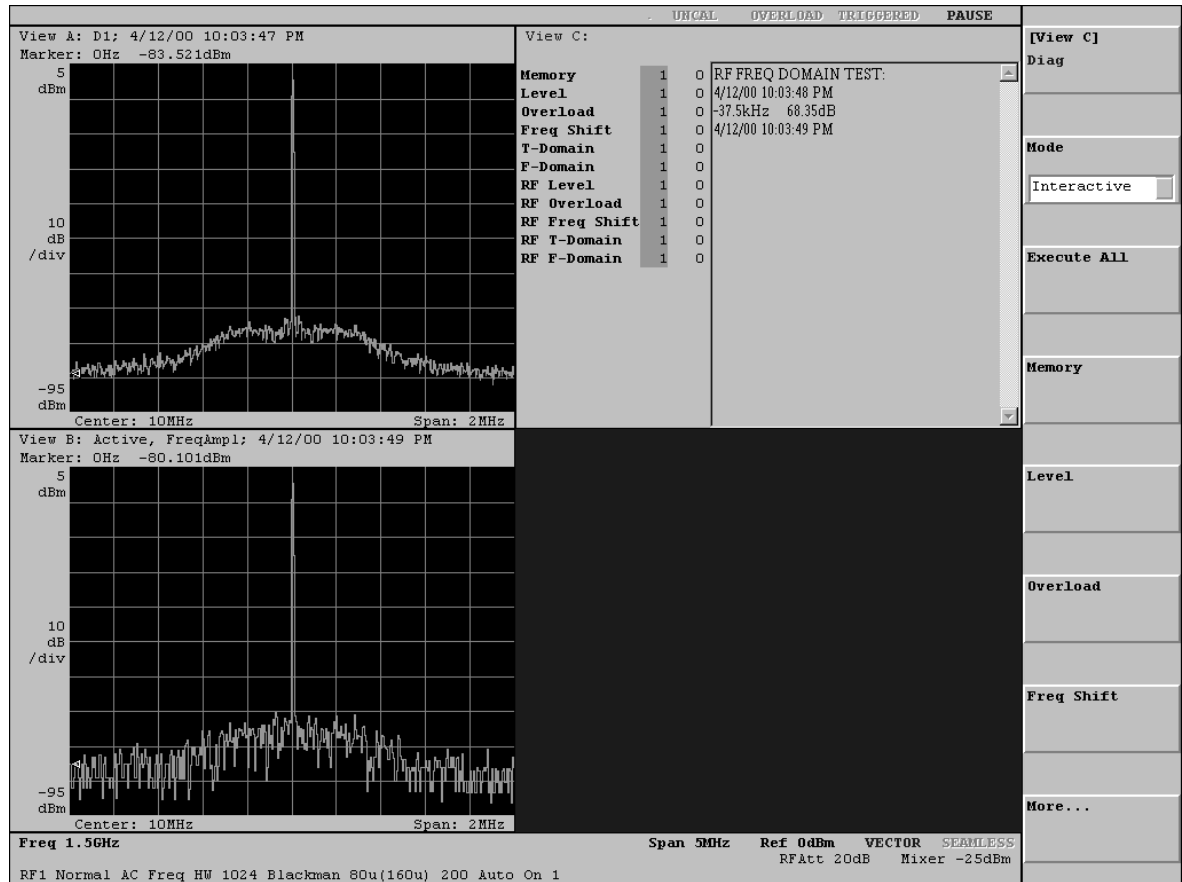 . UNCAL OVERLOAD TRIGGERED PAUSE
View A: D1; 4/12/00 10:03:47 PM
Marker: 0Hz -83.521dBm
5
dBm
10
dB
/div
-95
dBm
Center: 10MHz Span: 2MHz
View C:
Memory 1 0
Level 1 0
Overload 1 0
Freq Shift 1 0
T-Domain 1 0
F-Domain 1 0
RF Level 1 0
RF Overload 1 0
RF Freq Shift 1 0
RF T-Domain 1 0
RF F-Domain 1 0
RF FREQ DOMAIN TEST:
4/12/00 10:03:48 PM
-37.5kHz 68.35dB
4/12/00 10:03:49 PM
View B: Active, FreqAmpl; 4/12/00 10:03:49 PM
Marker: 0Hz -80.101dBm
5
dBm
10
dB
/div
-95
dBm
Center: 10MHz Span: 2MHz
Freq 1.5GHz Span 5MHz Ref 0dBm VECTOR SEAMLESS
RFAtt 20dB Mixer -25dBm
RF1 Normal AC Freq HW 1024 Blackman 80u(160u) 200 Auto On 1
[View C]
Diag
Mode
Interactive
Execute All
Memory
Level
Overload
Freq Shift
More...